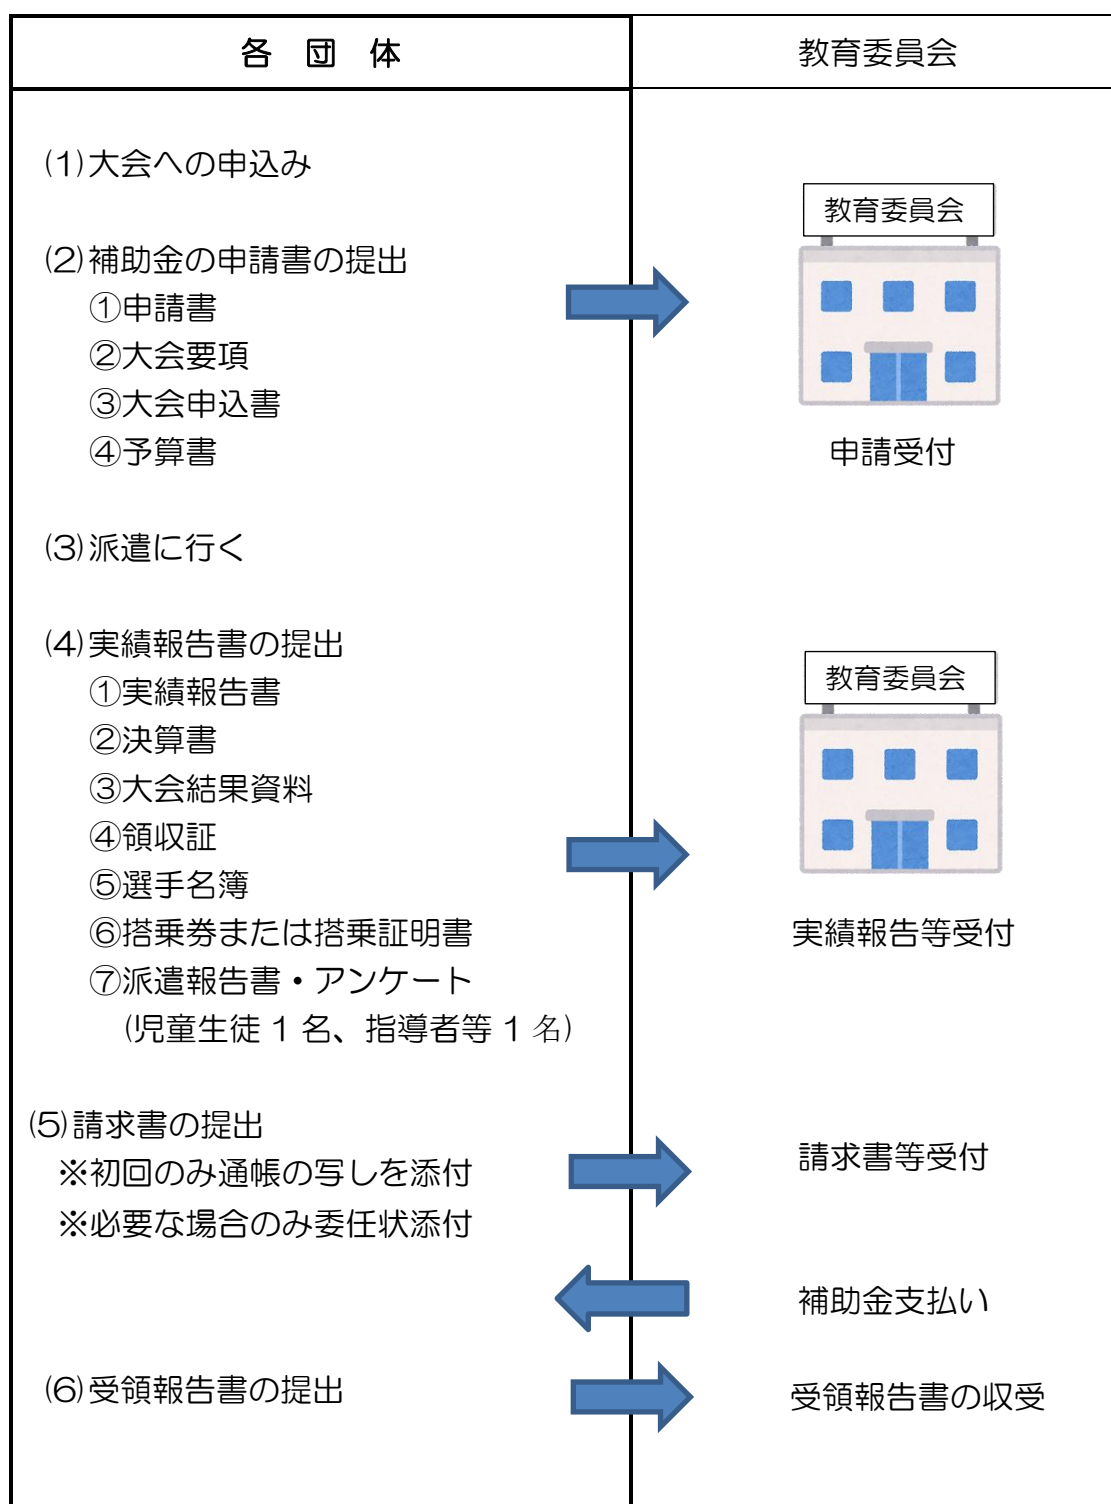 各 団 体
教育委員会
(1)大会への申込み
(2)補助金の申請書の提出
①申請書
②大会要項
③大会申込書
④予算書
教育委員会
申請受付
(3)派遣に行く
(4)実績報告書の提出
①実績報告書
②決算書
③大会結果資料
④領収証
⑤選手名簿
⑥搭乗券または搭乗証明書
⑦派遣報告書・アンケート
(児童生徒 1 名、指導者等 1 名)
教育委員会
実績報告等受付
(5)請求書の提出
※初回のみ通帳の写しを添付
※必要な場合のみ委任状添付
請求書等受付
補助金支払い
(6)受領報告書の提出
受領報告書の収受